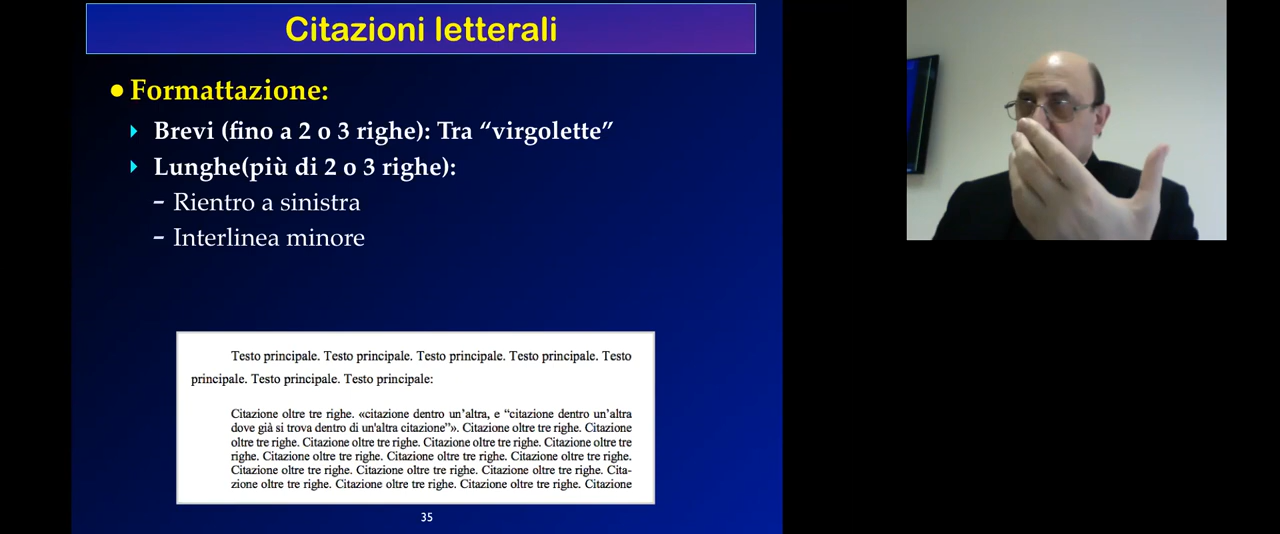 Citazioni letterali
Formattazione:
Brevi (fino a 2 o 3 righe): Tra “virgolette”
Lunghe(più di 2 o 3 righe):
– Rientro a sinistra
– Interlinea minore
Testo principale. Testo principale. Testo principale. Testo principale. Testo
principale. Testo principale. Testo principale:
Citazione oltre tre righe. «citazione dentro un’altra, e “citazione dentro un’altra
dove già si trova dentro di un'altra citazione”». Citazione oltre tre righe. Citazione
oltre tre righe. Citazione oltre tre righe. Citazione oltre tre righe. Citazione oltre tre
righe. Citazione oltre tre righe. Citazione oltre tre righe. Citazione oltre tre righe.
Citazione oltre tre righe. Citazione oltre tre righe. Citazione oltre tre righe. Cita-
zione oltre tre righe. Citazione oltre tre righe. Citazione oltre tre righe. Citazione
35